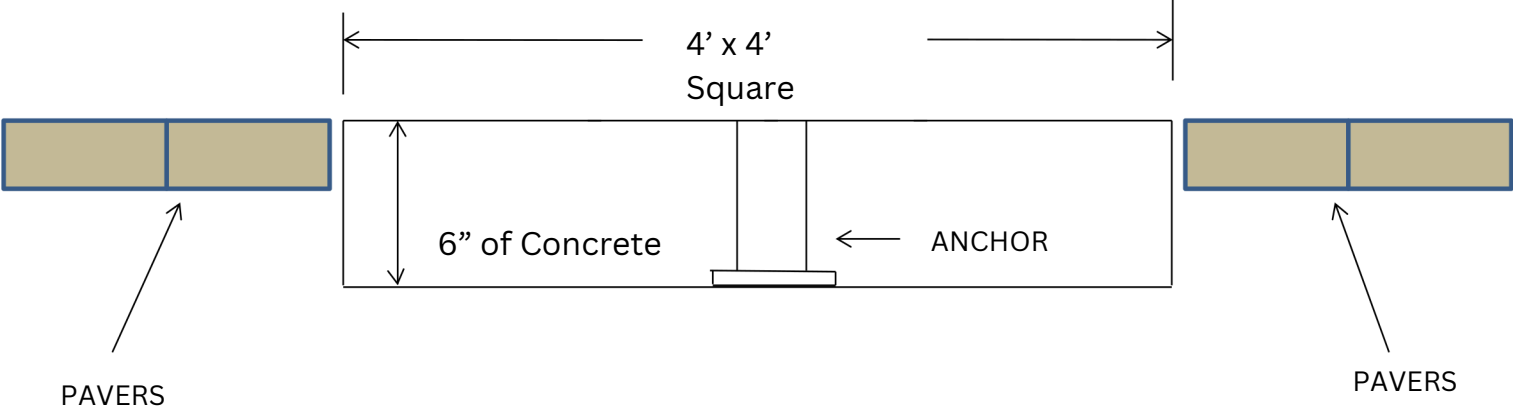 4’ x 4’
Square
6” of Concrete
ANCHOR
PAVERS
PAVERS